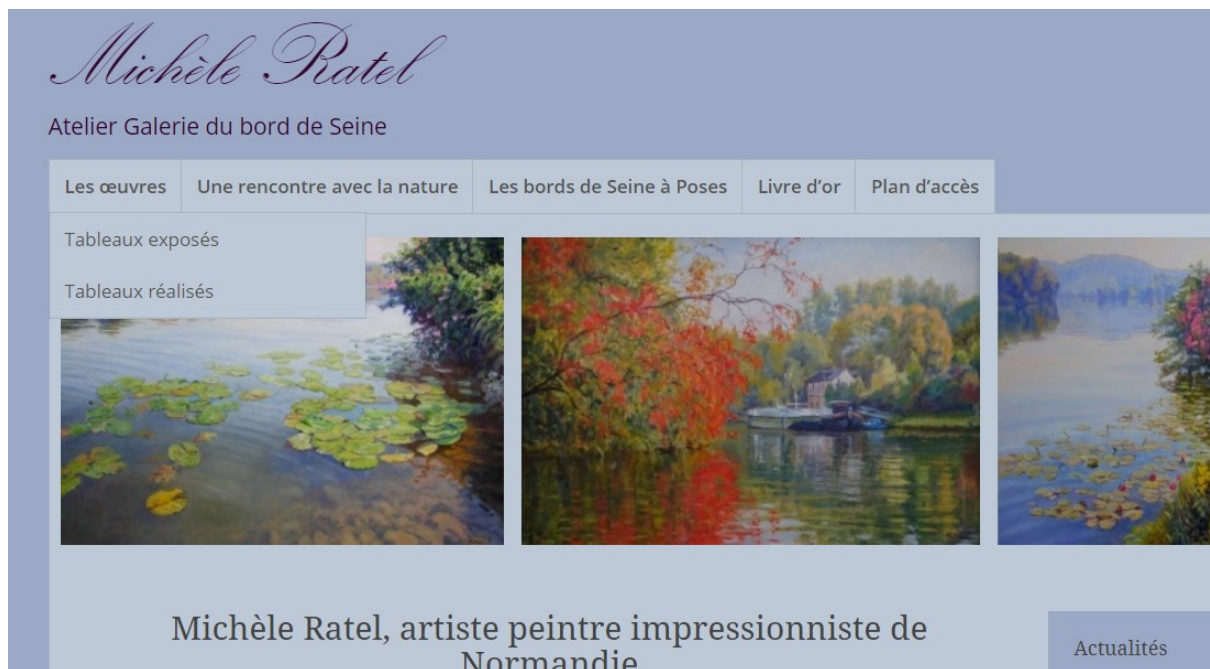 Michèle Ratel
Atelier Galerie du bord de Seine
Les œuvres
Une rencontre avec la nature
Les bords de Seine à Poses
Livre d’or
Plan d’accès
Tableaux exposés
Tableaux réalisés
Michèle Ratel, artiste peintre impressionniste de
Normandie
Actualités